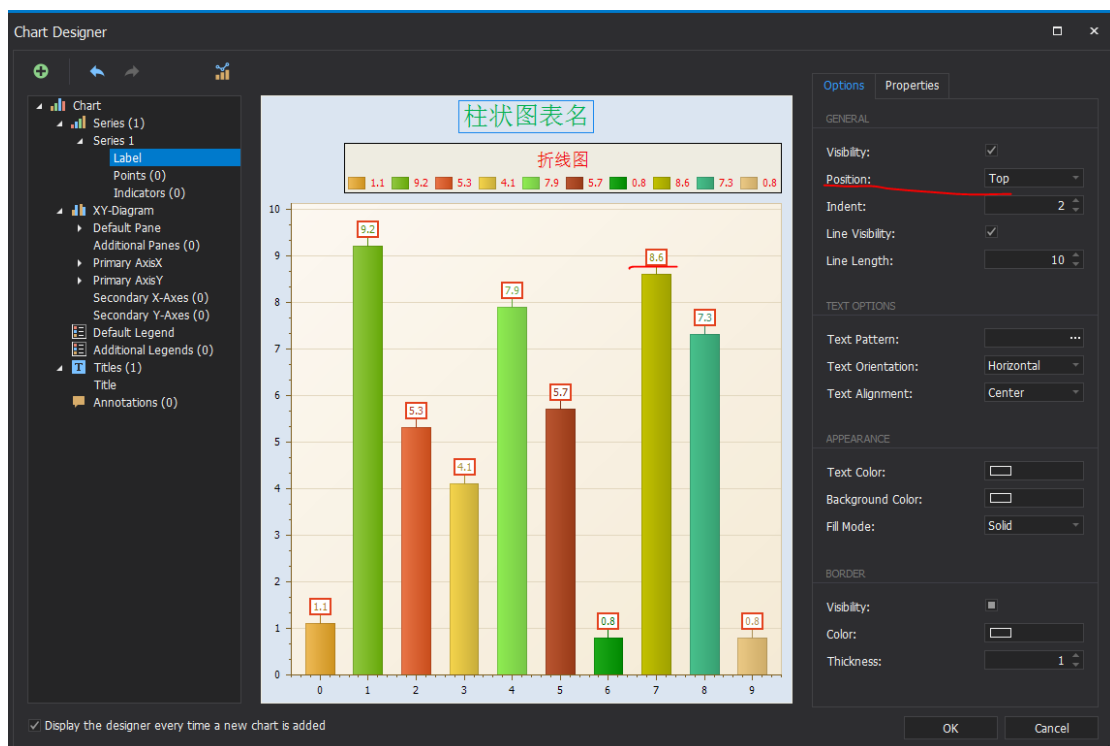 Chart Designer
Chart
Series (1)
Series 1
Label
Points (0)
Indicators (0)
XY-Diagram
Default Pane
Additional Panes (0)
Primary AxisX
Primary AxisY
Secondary X-Axes (0)
Secondary Y-Axes (0)
Default Legend
Additional Legends (0)
T Titles (1)
Title
Annotations (0)
柱状图表名
折线图
1.1 9.2 5.3 4.1 7.9 5.7 0.8 8.6 7.3 0.8
10
9
8
7
6
5
4
3
2
1
0
1.1
9.2
5.3
4.1
7.9
5.7
0.8
8.6
7.3
0.8
0 1 2 3 4 5 6 7 8 9
Options Properties
GENERAL
Visibility:
Position: Top
Indent: 2
Line Visibility:
Line Length: 10
TEXT OPTIONS
Text Pattern: ...
Text Orientation: Horizontal
Text Alignment: Center
APPEARANCE
Text Color:
Background Color:
Fill Mode: Solid
BORDER
Visibility:
Color:
Thickness: 1
Display the designer every time a new chart is added
OK Cancel